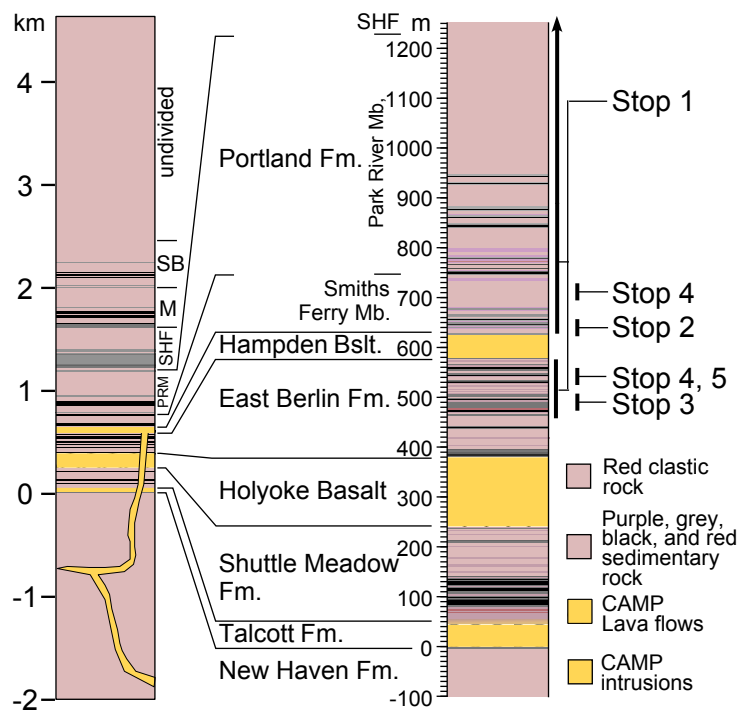 km
4
3
2
1
0
-1
-2
undivided
SB
M
SHF
PRM
Portland Fm.
Hampden Bslt.
East Berlin Fm.
Holyoke Basalt
Shuttle Meadow
Fm.
Talcott Fm.
New Haven Fm.
SHF
m
Park River Mb,
Smiths
Ferry Mb.
1200
1100
1000
900
800
700
600
500
400
300
200
100
0
-100
Stop 1
Stop 4
Stop 2
Stop 4, 5
Stop 3
Red clastic
rock
Purple, grey,
black, and red
sedimentary
rock
CAMP
Lava flows
CAMP
intrusions